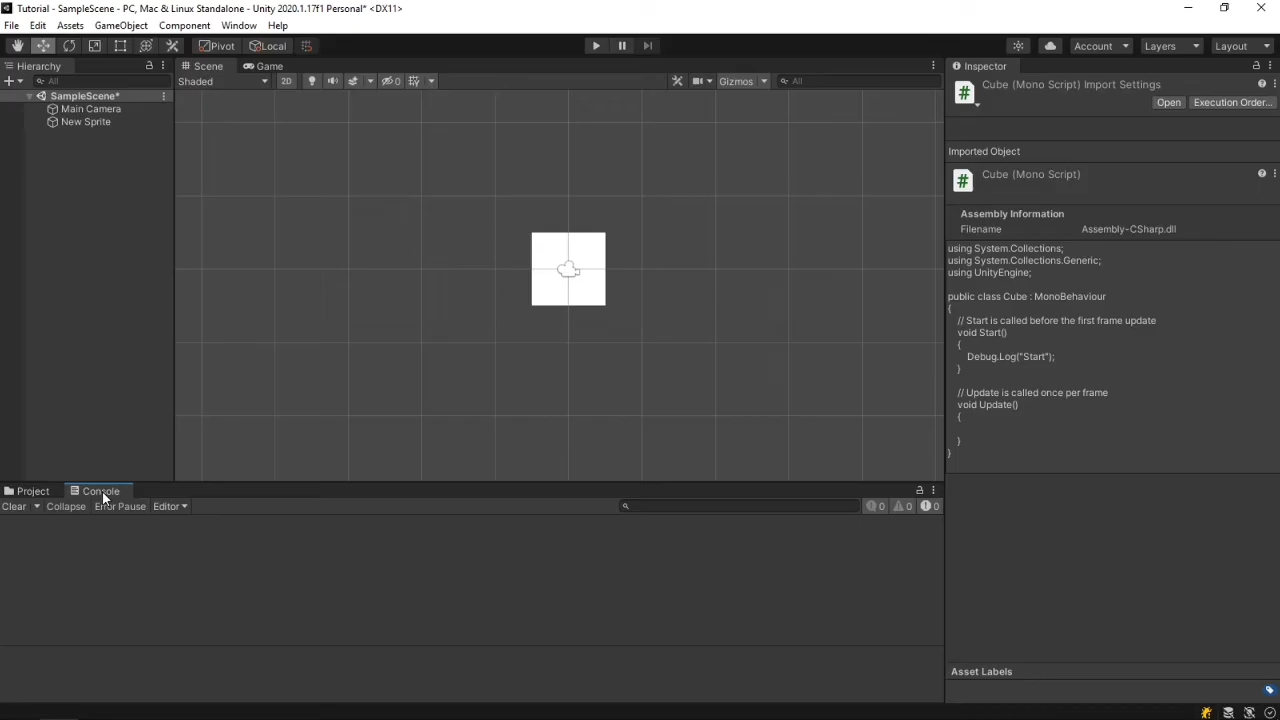 Tutorial - SampleScene - PC, Mac & Linux Standalone - Unity 2020.1.17f1 Personal* <DX11>
File Edit Assets GameObject Component Window Help
Pivot Local Account Layers Layout
Hierarchy Scene Game Inspector
All Shaded 2D 0 Gizmos All
Cube (Mono Script) Import Settings
Open Execution Order...
SampleScene*
Main Camera
New Sprite
Imported Object
# Cube (Mono Script)
Assembly Information
Filename Assembly-CSharp.dll
using System.Collections;
using System.Collections.Generic;
using UnityEngine;
public class Cube : MonoBehaviour
{
// Start is called before the first frame update
void Start()
{
Debug.Log("Start");
}
// Update is called once per frame
void Update()
{
}
}
Project Console
Clear Collapse Error Pause Editor 0 0 0
Asset Labels